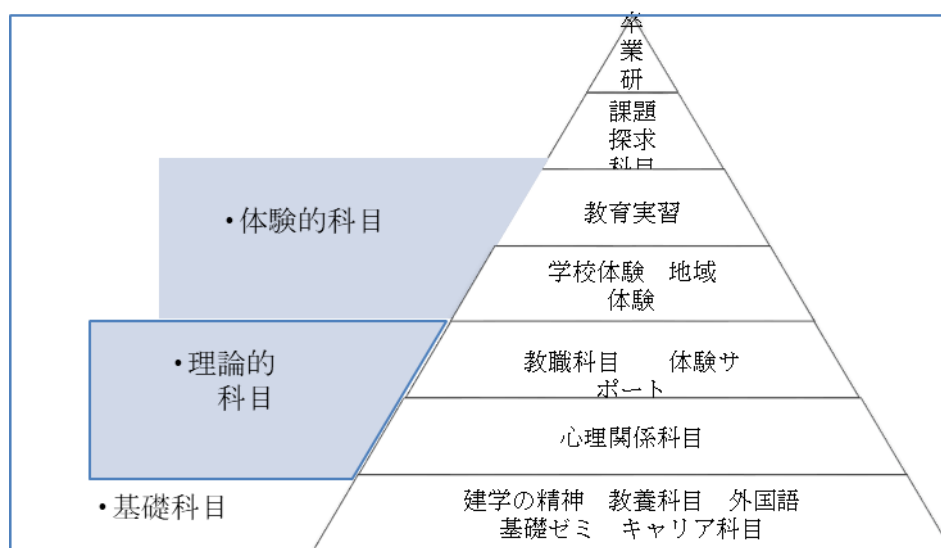 卒
業
研
課題
探求
科目
・体験的科目
教育実習
学校体験　地域
体験
・理論的
科目
教職科目　　体験サ
ポート
心理関係科目
・基礎科目
建学の精神　教養科目　外国語
基礎ゼミ　キャリア科目